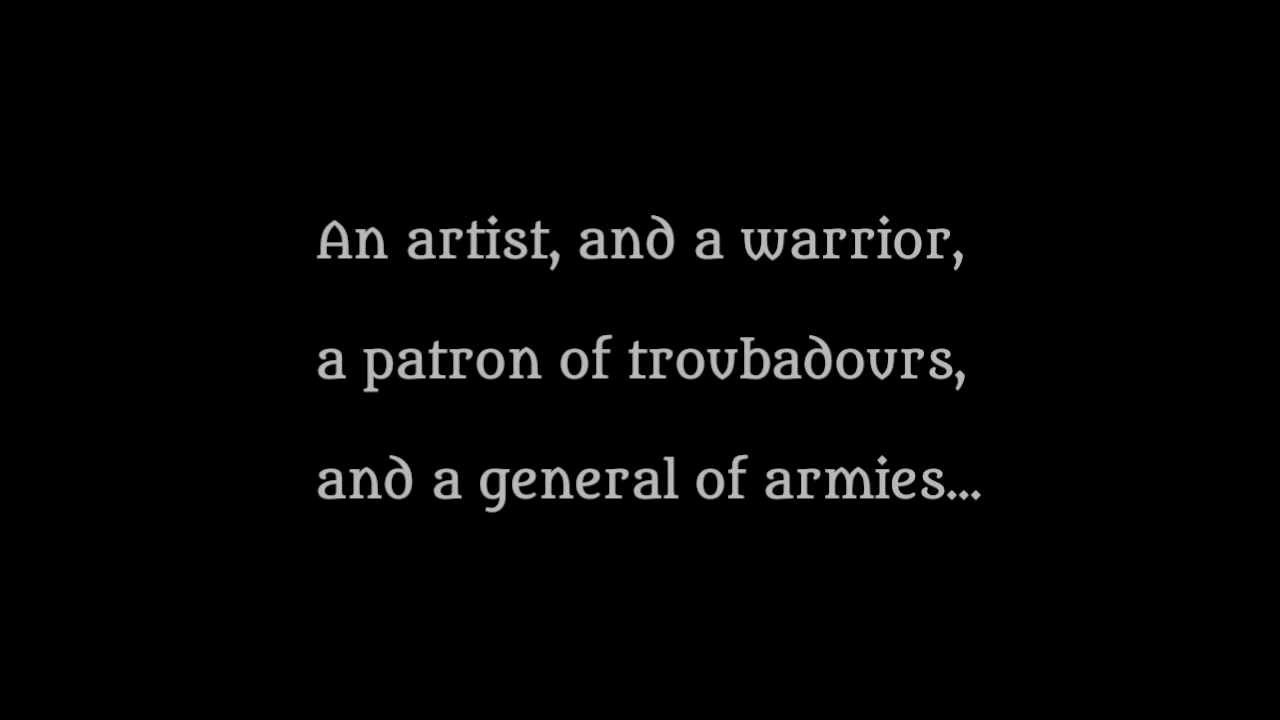 An artist, and a warrior,
a patron of troubadours,
and a general of armies...